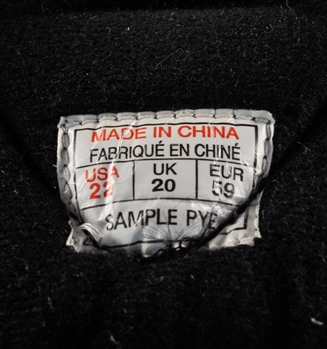 MADE IN CHINA
FABRIQUÉ EN CHINÉ
USA UK EUR
22 20 59
SAMPLE PYE